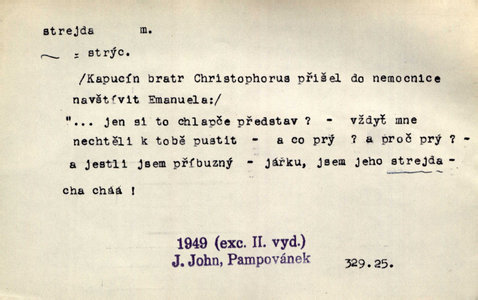 strejda m.
~ = strýc.
/Kapucín bratr Christophorus přišel do nemocnice
navštívit Emanuela:/
"... jen si to chlapče představ ? - vždyť mne
nechtěli k tobě pustit - a co prý ? a proč prý ? -
a jestli jsem příbuzný - járku, jsem jeho strejda -
cha cháá !
1949 (exc. II. vyd.)
J. John, Pampovánek
329.25.